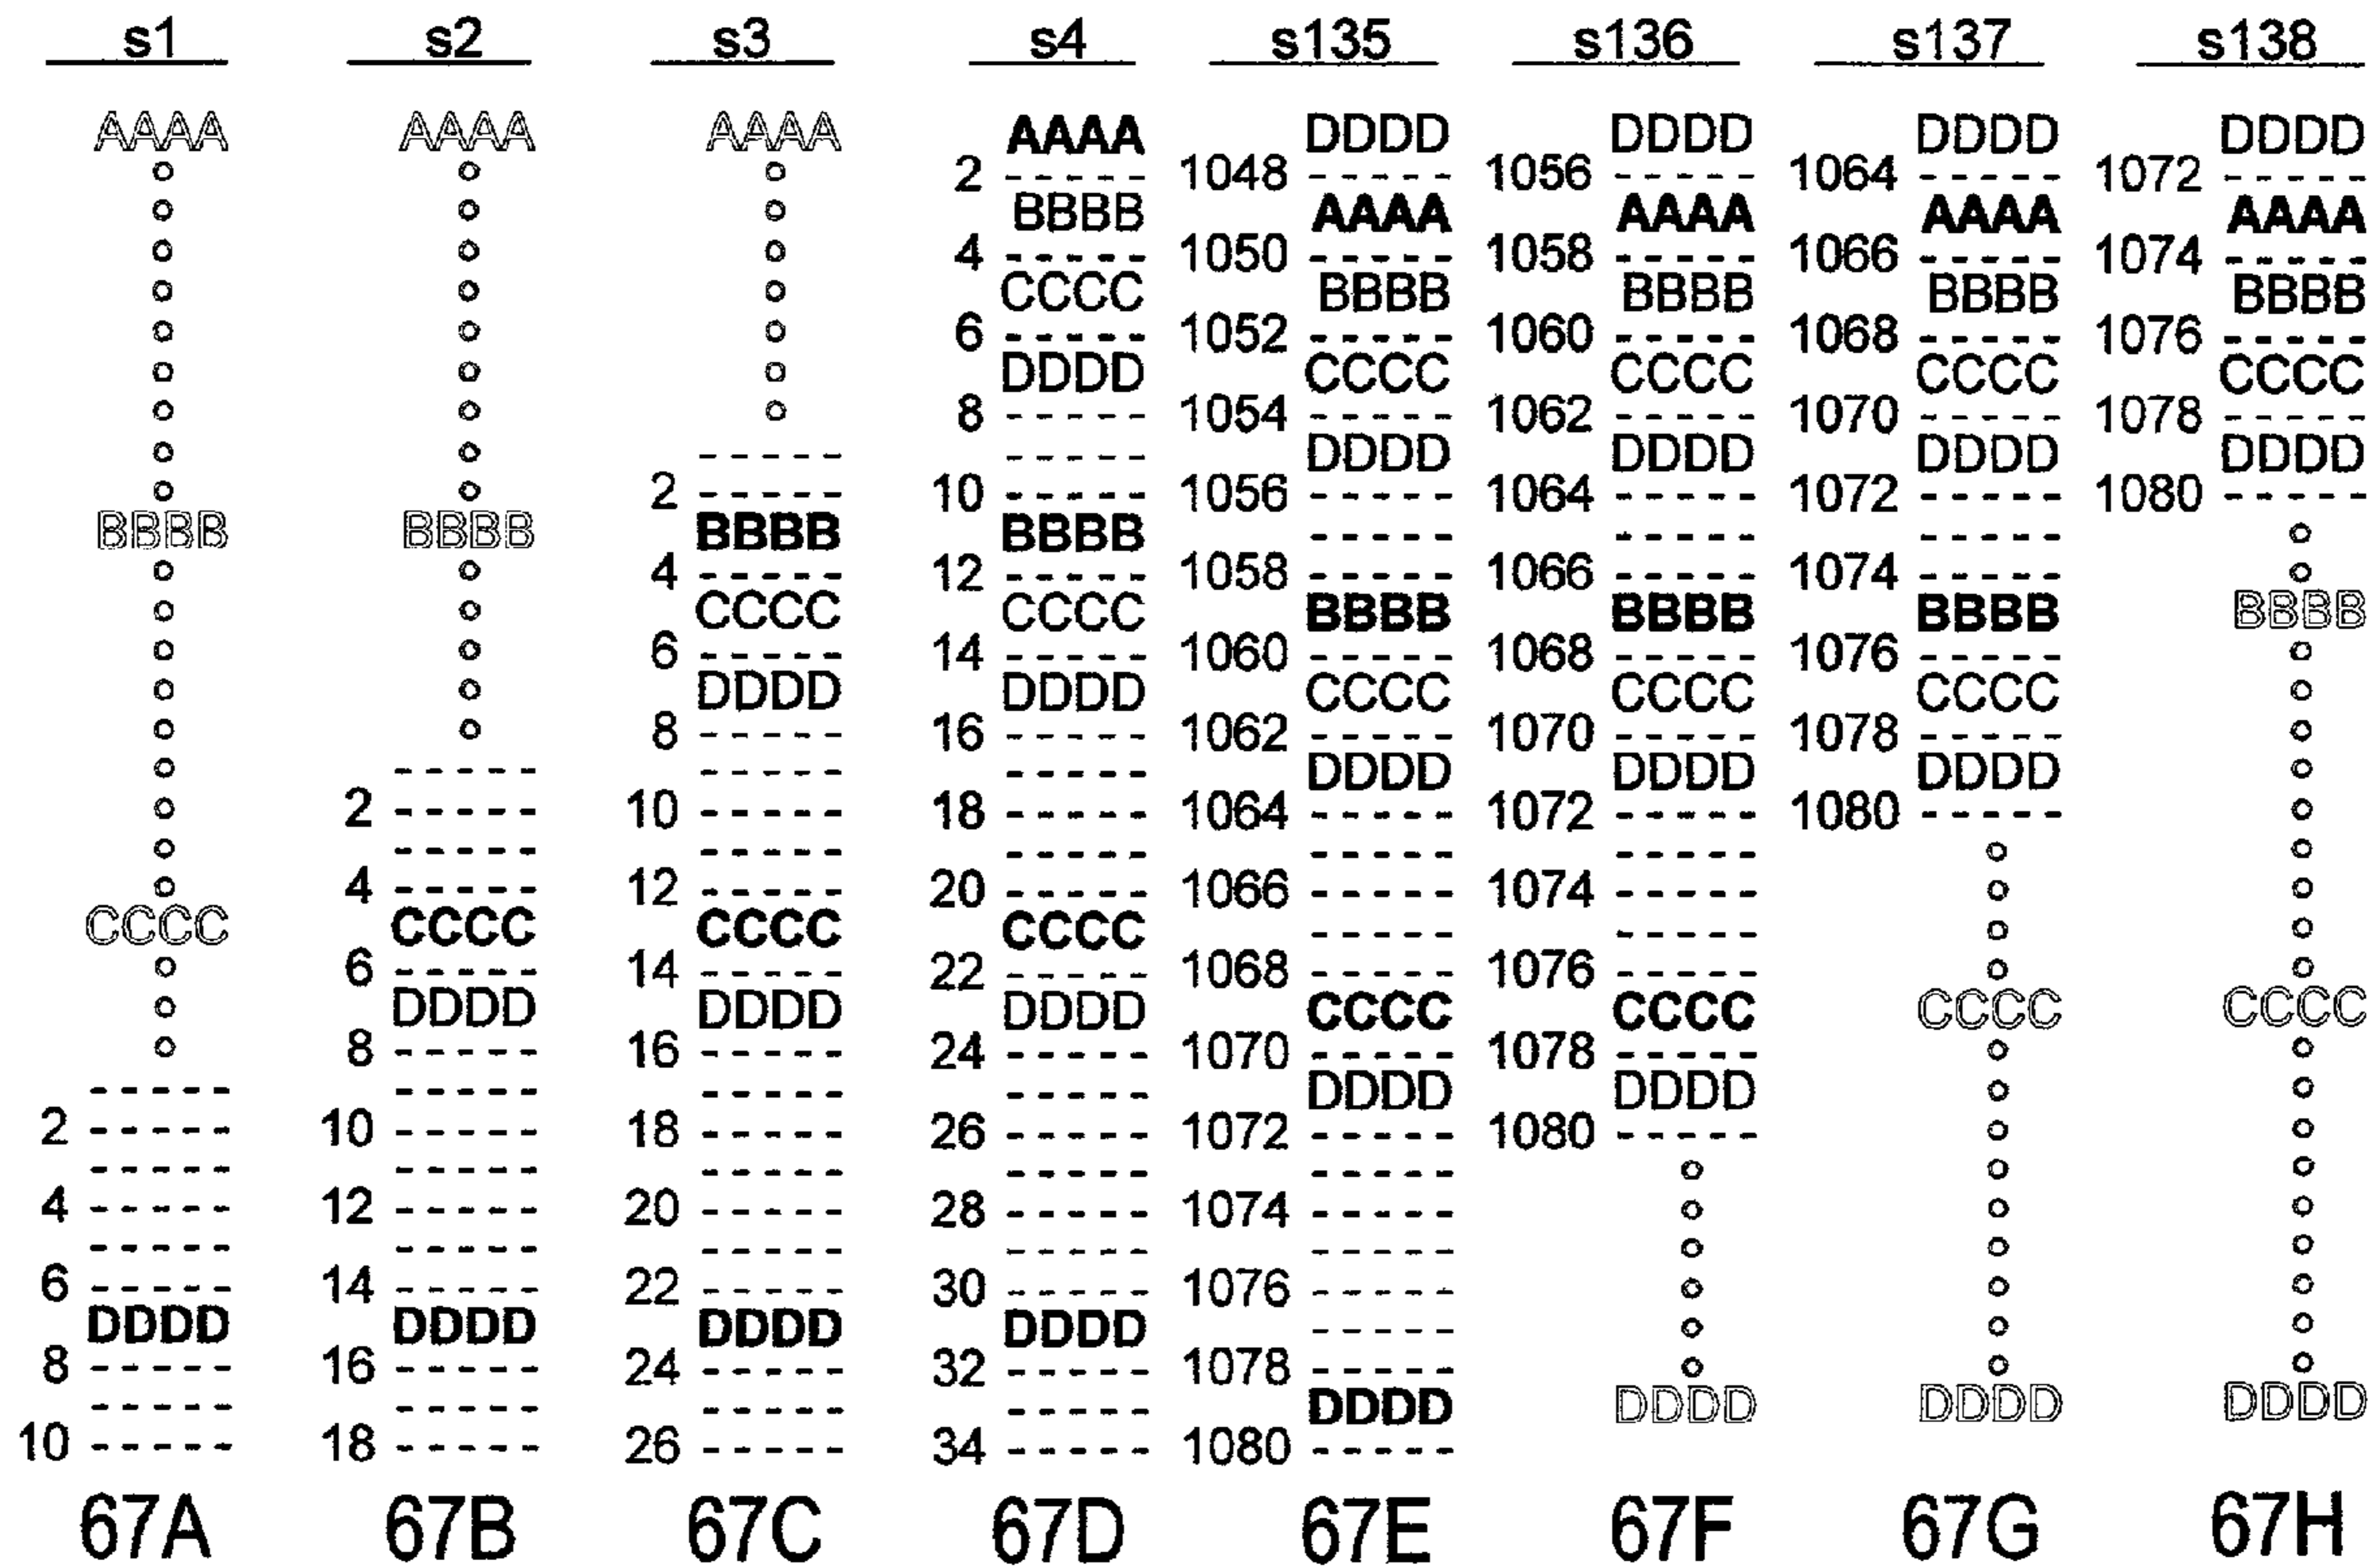 s1
AAAA
BBBB
CCCC
2
4
6
DDDD
8
10
67A
s2
AAAA
BBBB
2
4
CCCC
6
DDDD
8
10
12
14
DDDD
16
18
67B
s3
AAAA
2
BBBB
4
CCCC
6
DDDD
8
10
12
CCCC
14
DDDD
16
18
20
22
DDDD
24
26
67C
s4
AAAA
2
BBBB
4
CCCC
6
DDDD
8
10
BBBB
12
CCCC
14
DDDD
16
18
20
CCCC
22
DDDD
24
26
28
30
DDDD
32
34
67D
s135
DDDD
1048
AAAA
1050
BBBB
1052
CCCC
1054
DDDD
1056
1058
BBBB
1060
CCCC
1062
DDDD
1064
1066
1068
CCCC
1070
DDDD
1072
1074
1076
1078
DDDD
1080
67E
s136
DDDD
1056
AAAA
1058
BBBB
1060
CCCC
1062
DDDD
1064
1066
BBBB
1068
CCCC
1070
DDDD
1072
1074
1076
CCCC
1078
DDDD
1080
DDDD
67F
s137
DDDD
1064
AAAA
1066
BBBB
1068
CCCC
1070
DDDD
1072
1074
BBBB
1076
CCCC
1078
DDDD
1080
CCCC
DDDD
67G
s138
DDDD
1072
AAAA
1074
BBBB
1076
CCCC
1078
DDDD
1080
BBBB
CCCC
DDDD
67H